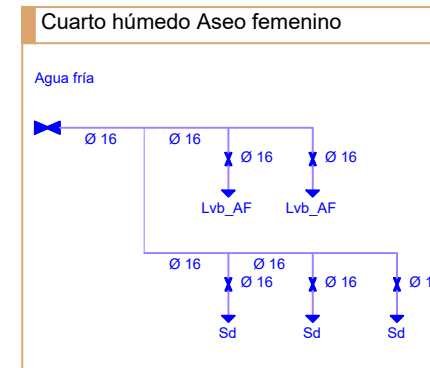 Cuarto húmedo Aseo femenino
Agua fría
Ø 16 Ø 16
Ø 16 Ø 16
Lvb_AF Lvb_AF
Ø 16 Ø 16
Ø 16 Ø 16 Ø 1
Sd Sd Sd